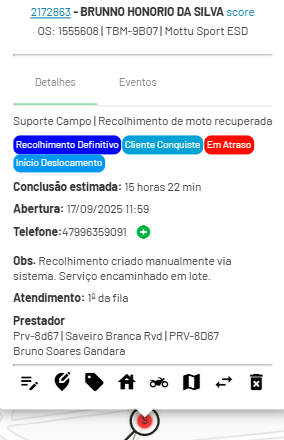 2172863 - BRUNNO HONORIO DA SILVA score
OS: 1555608 | TBM-9B07 | Mottu Sport ESD
Detalhes Eventos
Suporte Campo | Recolhimento de moto recuperada
Recolhimento Definitivo Cliente Conquiste Em Atraso
Início Deslocamento
Conclusão estimada: 15 horas 22 min
Abertura: 17/09/2025 11:59
Telefone:47996359091
Obs. Recolhimento criado manualmente via
sistema. Serviço encaminhado em lote.
Atendimento: 1º da fila
Prestador
Prv-8d67 | Saveiro Branca Rvd | PRV-8D67
Bruno Soares Gandara